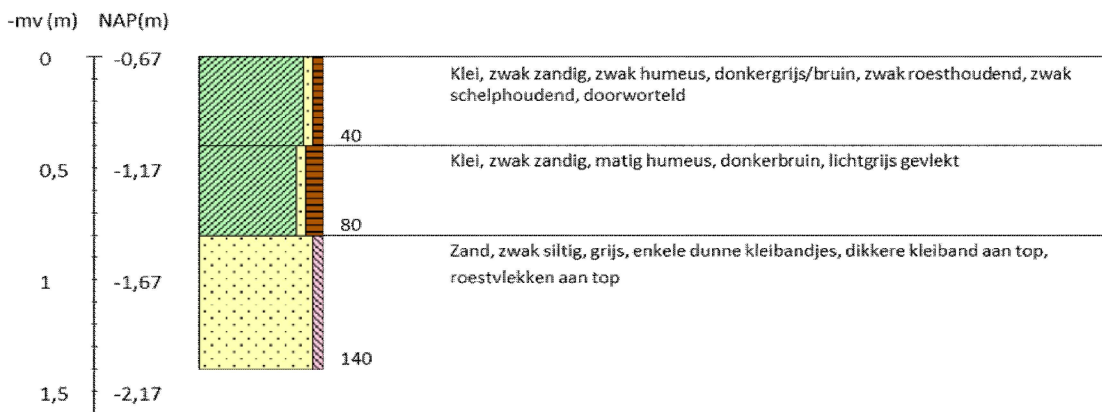 -mv (m) NAP(m)
0 -0,67
Klei, zwak zandig, zwak humeus, donkergrijs/bruin, zwak roesthoudend, zwak
schelphoudend, doorworteld
40
0,5 -1,17
Klei, zwak zandig, matig humeus, donkerbruin, lichtgrijs gevlekt
80
Zand, zwak siltig, grijs, enkele dunne kleibandjes, dikkere kleiband aan top,
roestvlekken aan top
1 -1,67
140
1,5 -2,17